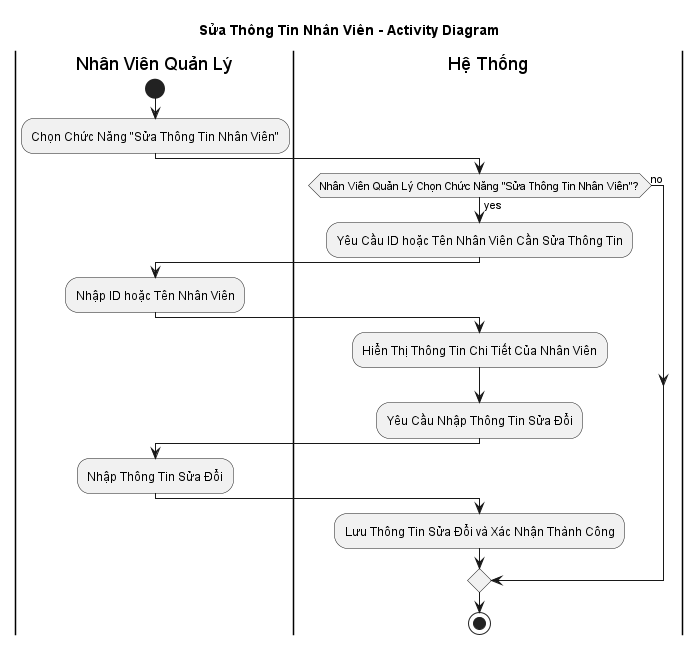 Sửa Thông Tin Nhân Viên - Activity Diagram
Nhân Viên Quản Lý
Hệ Thống
Chọn Chức Năng "Sửa Thông Tin Nhân Viên"
Nhân Viên Quản Lý Chọn Chức Năng "Sửa Thông Tin Nhân Viên"?
no
yes
Yêu Cầu ID hoặc Tên Nhân Viên Cần Sửa Thông Tin
Nhập ID hoặc Tên Nhân Viên
Hiển Thị Thông Tin Chi Tiết Của Nhân Viên
Yêu Cầu Nhập Thông Tin Sửa Đổi
Nhập Thông Tin Sửa Đổi
Lưu Thông Tin Sửa Đổi và Xác Nhận Thành Công